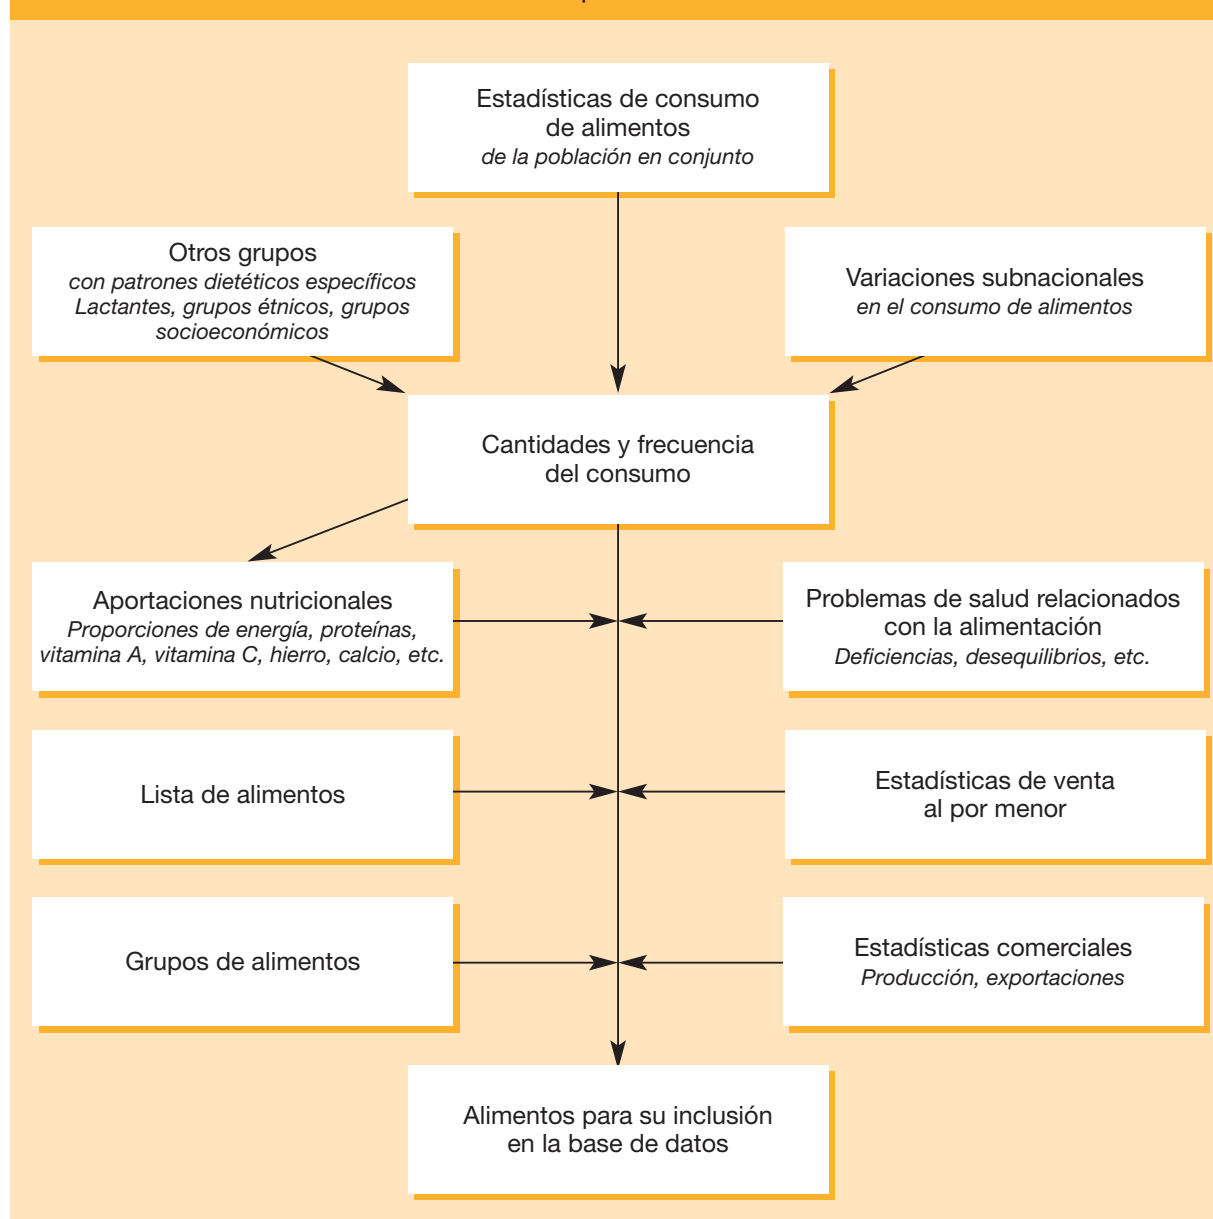 Estadísticas de consumo
de alimentos
de la población en conjunto
Otros grupos
con patrones dietéticos específicos
Lactantes, grupos étnicos, grupos
socioeconómicos
Variaciones subnacionales
en el consumo de alimentos
Cantidades y frecuencia
del consumo
Aportaciones nutricionales
Proporciones de energía, proteínas,
vitamina A, vitamina C, hierro, calcio, etc.
Problemas de salud relacionados
con la alimentación
Deficiencias, desequilibrios, etc.
Lista de alimentos
Estadísticas de venta
al por menor
Grupos de alimentos
Estadísticas comerciales
Producción, exportaciones
Alimentos para su inclusión
en la base de datos